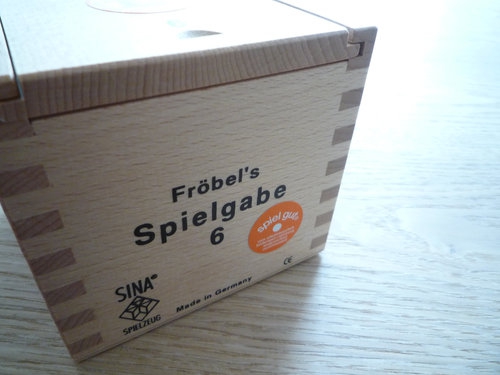 Fröbel's
Spielgabe
6
spiel gut
SINA
SPIELZEUG
Made in Germany
CE